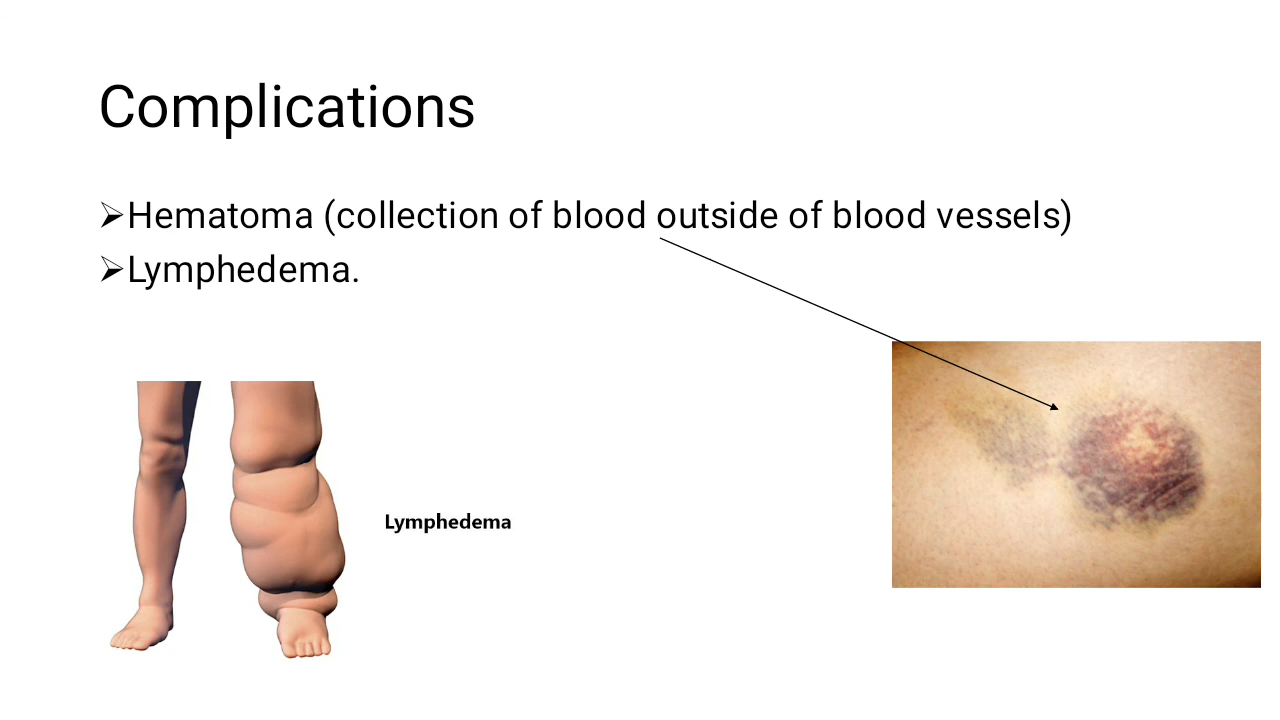 Complications
➢Hematoma (collection of blood outside of blood vessels)
➢Lymphedema.
Lymphedema